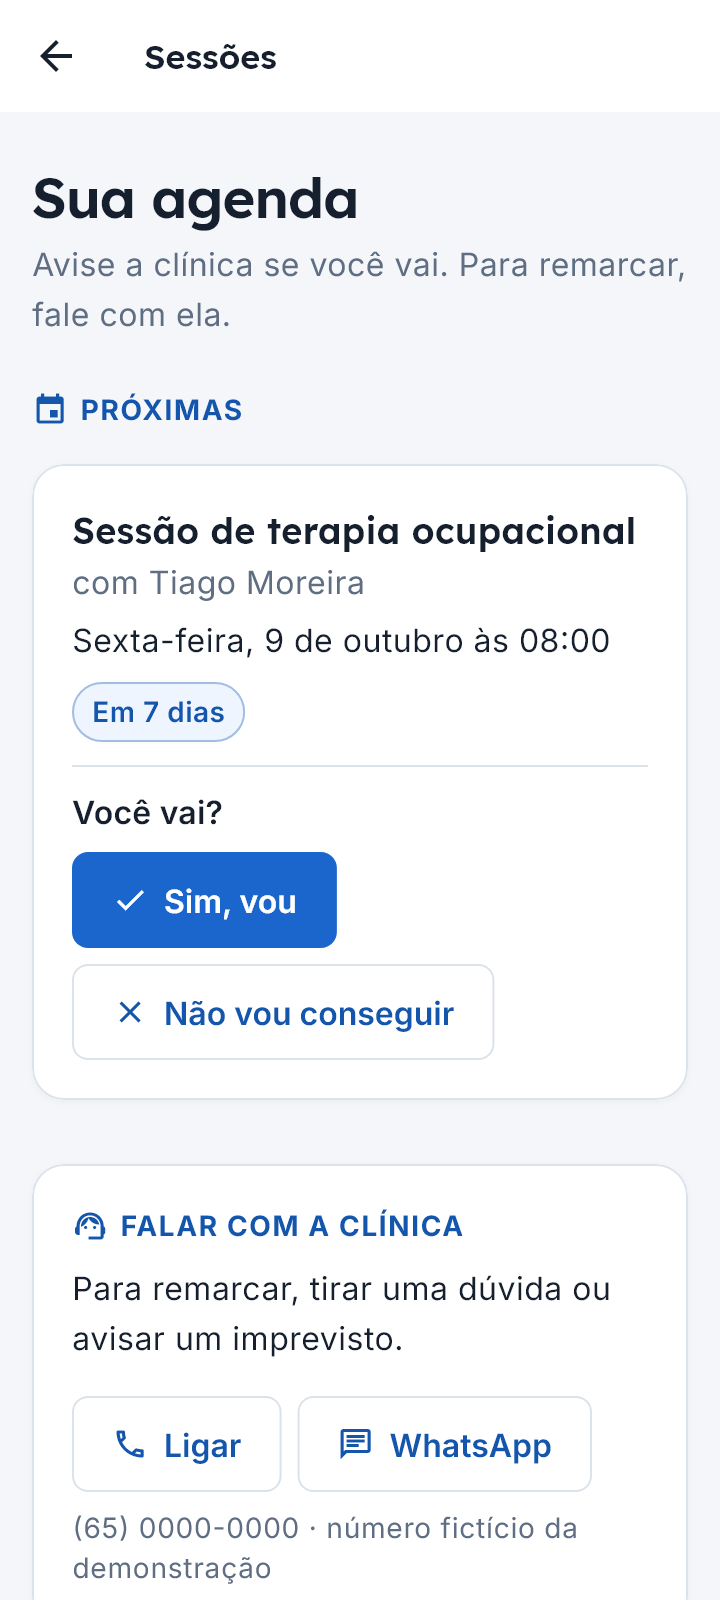 Sessões
Sua agenda
Avise a clínica se você vai. Para remarcar,
fale com ela.
PRÓXIMAS
Sessão de terapia ocupacional
com Tiago Moreira
Sexta-feira, 9 de outubro às 08:00
Em 7 dias
Você vai?
Sim, vou
Não vou conseguir
FALAR COM A CLÍNICA
Para remarcar, tirar uma dúvida ou
avisar um imprevisto.
Ligar
WhatsApp
(65) 0000-0000 · número fictício da
demonstração